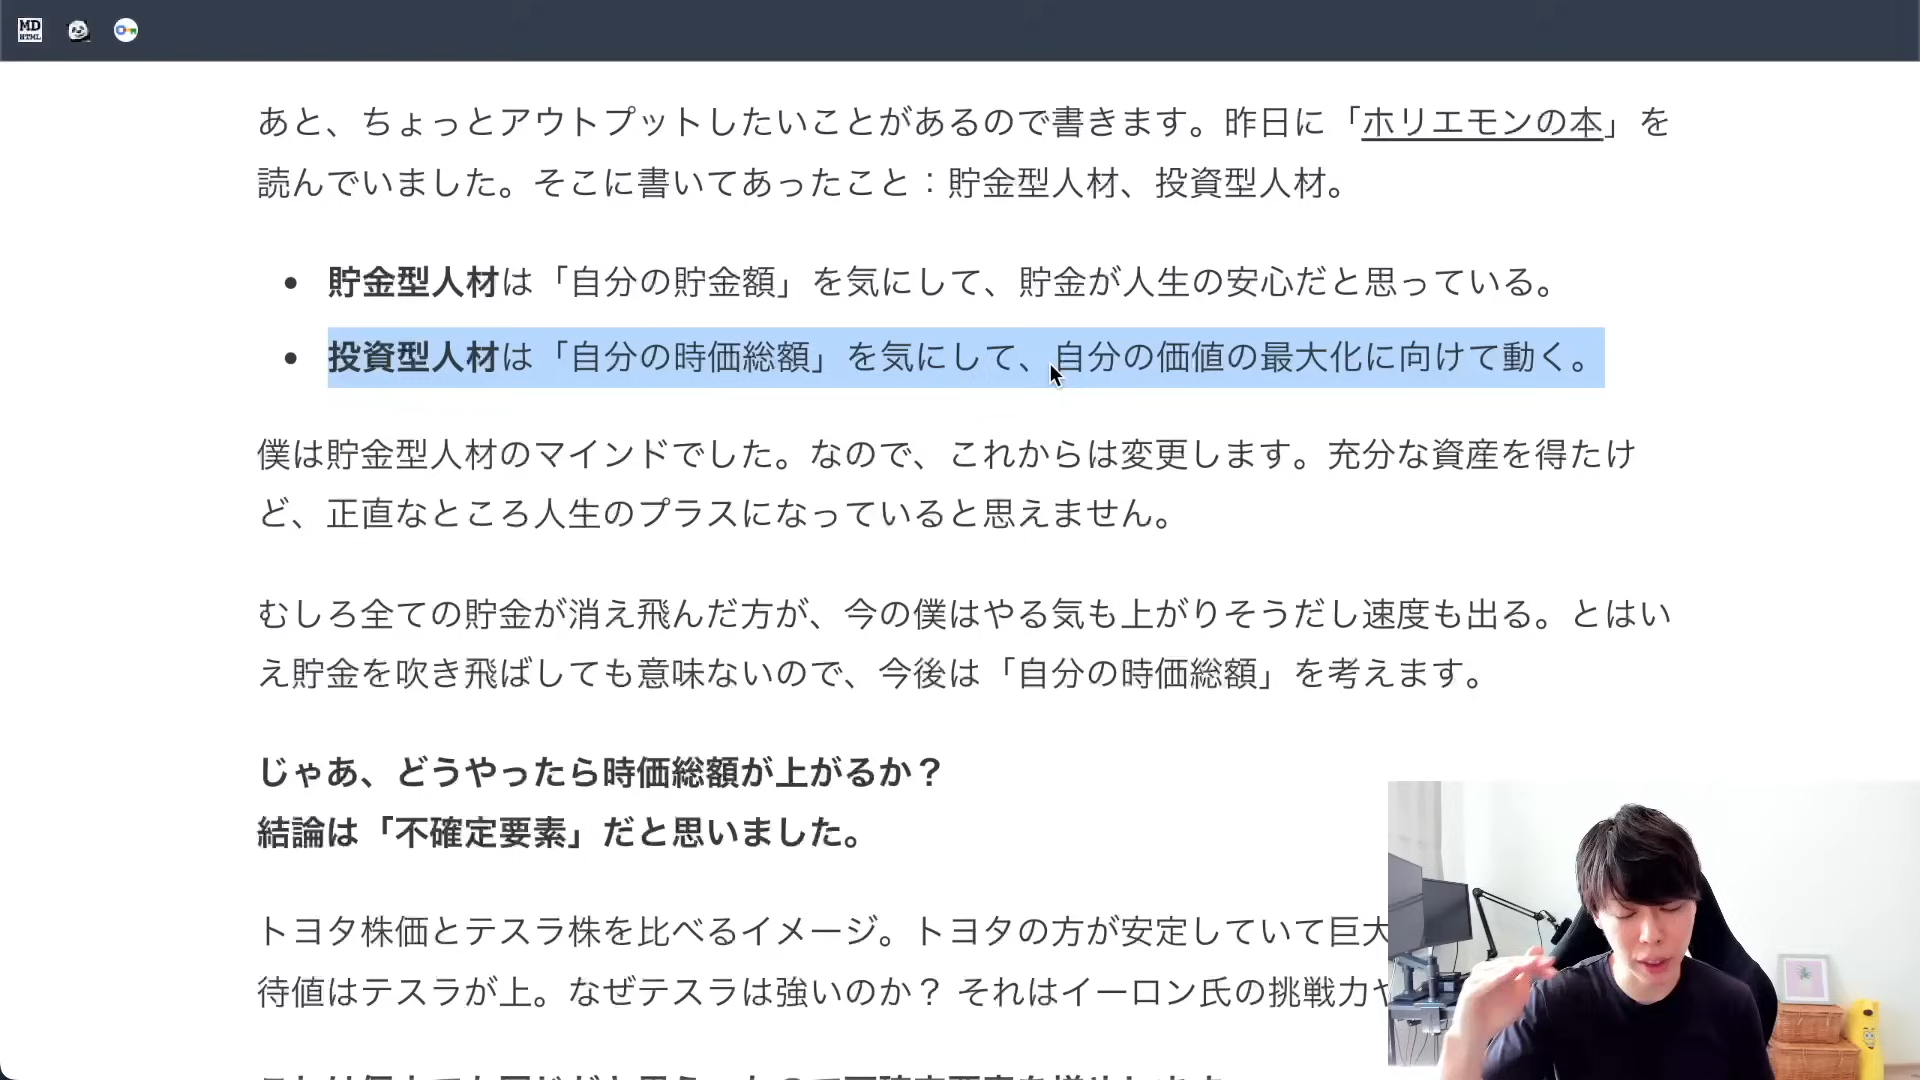 MD
HTML
あと、ちょっとアウトプットしたいことがあるので書きます。昨日に「ホリエモンの本」を
読んでいました。そこに書いてあったこと：貯金型人材、投資型人材。
• 貯金型人材は「自分の貯金額」を気にして、貯金が人生の安心だと思っている。
• 投資型人材は「自分の時価総額」を気にして、自分の価値の最大化に向けて動く。
僕は貯金型人材のマインドでした。なので、これからは変更します。充分な資産を得たけ
ど、正直なところ人生のプラスになっていると思えません。
むしろ全ての貯金が消え飛んだ方が、今の僕はやる気も上がりそうだし速度も出る。とはい
え貯金を吹き飛ばしても意味ないので、今後は「自分の時価総額」を考えます。
じゃあ、どうやったら時価総額が上がるか？
結論は「不確定要素」だと思いました。
トヨタ株価とテスラ株を比べるイメージ。トヨタの方が安定していて巨大
待値はテスラが上。なぜテスラは強いのか？ それはイーロン氏の挑戦力や